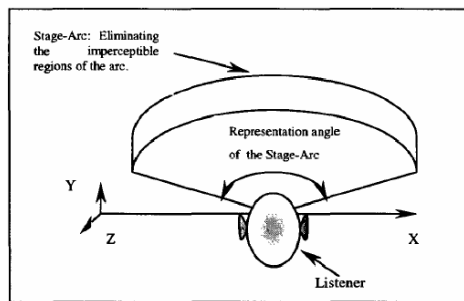 Stage-Arc: Eliminating
the imperceptible
regions of the arc.
Representation angle
of the Stage-Arc
Y
Z
X
Listener